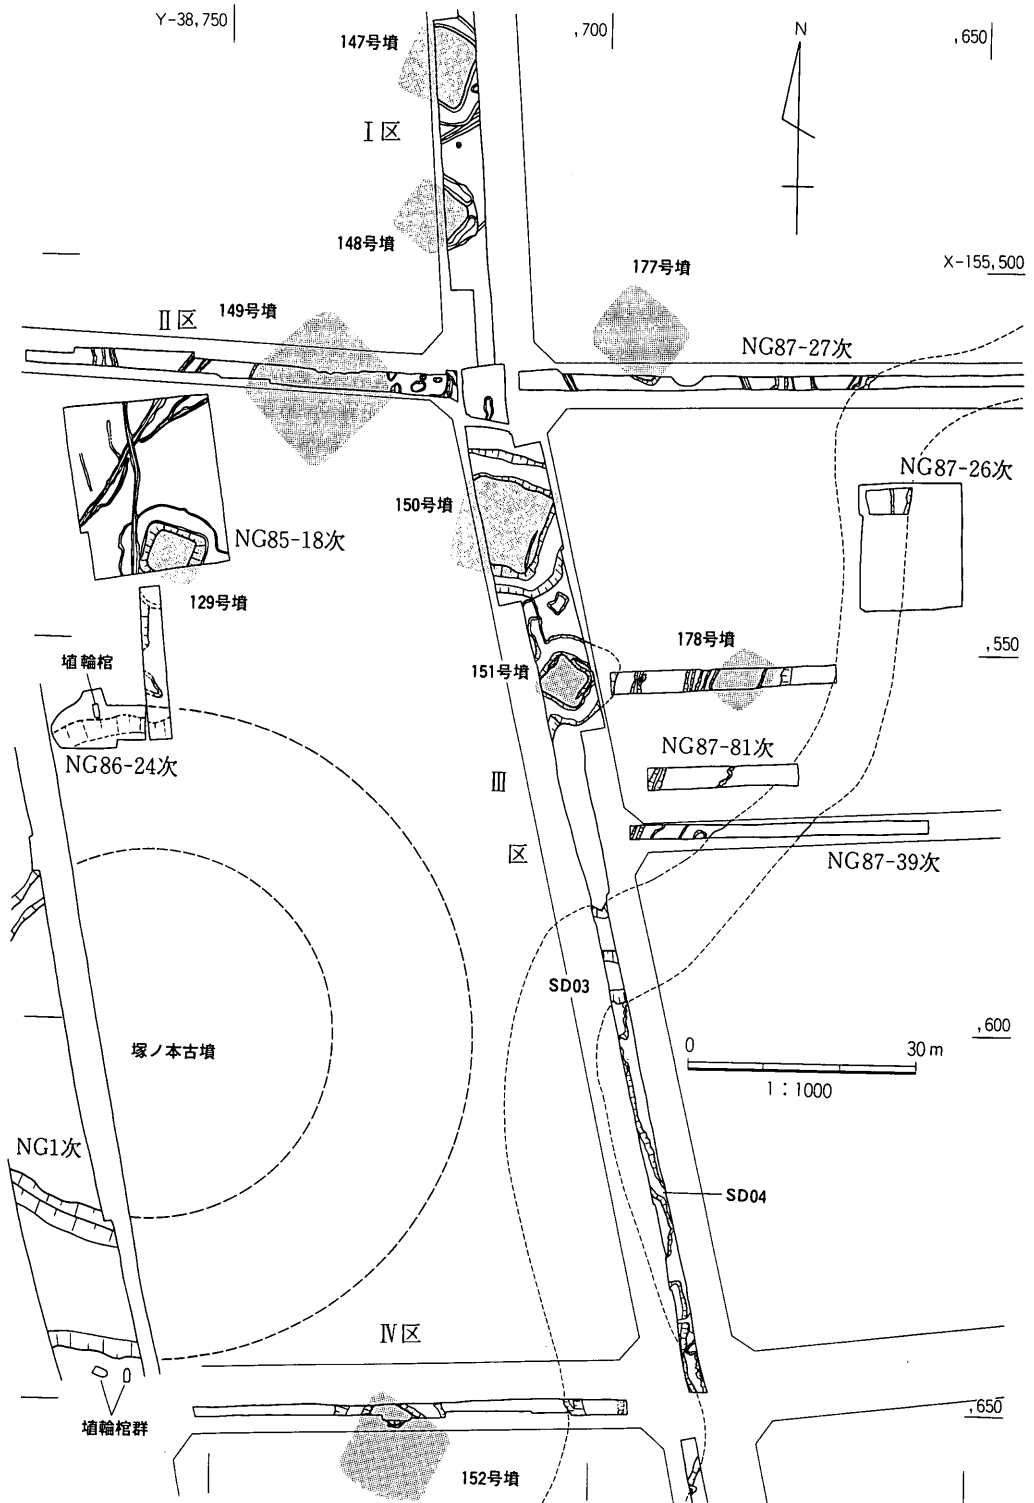 Y-38,750
,700
,650
N
147号墳
Ⅰ区
148号墳
X-155,500
177号墳
Ⅱ区
149号墳
NG87-27次
NG87-26次
150号墳
NG85-18次
129号墳
,550
178号墳
埴輪棺
151号墳
NG86-24次
NG87-81次
Ⅲ
区
NG87-39次
SD03
,600
塚ノ本古墳
0
30m
1：1000
NG1次
SD04
Ⅳ区
,650
埴輪棺群
152号墳